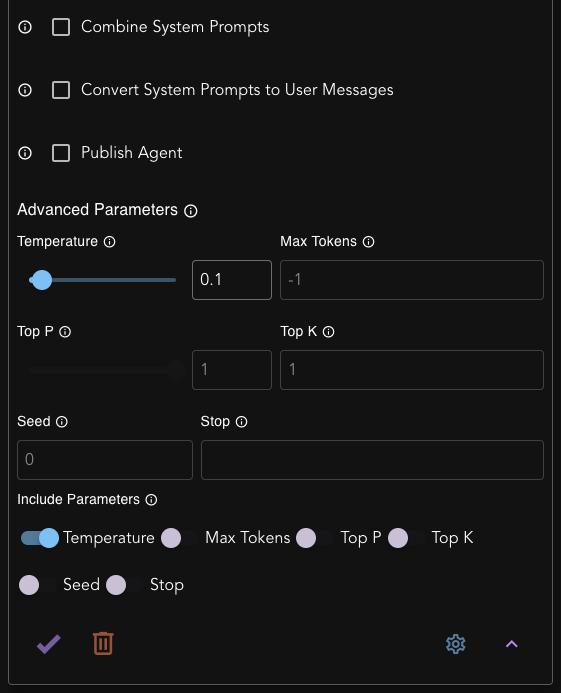 Combine System Prompts
Convert System Prompts to User Messages
Publish Agent
Advanced Parameters
Temperature Max Tokens
0.1 -1
Top P Top K
1 1
Seed Stop
0
Include Parameters
Temperature Max Tokens Top P Top K
Seed Stop